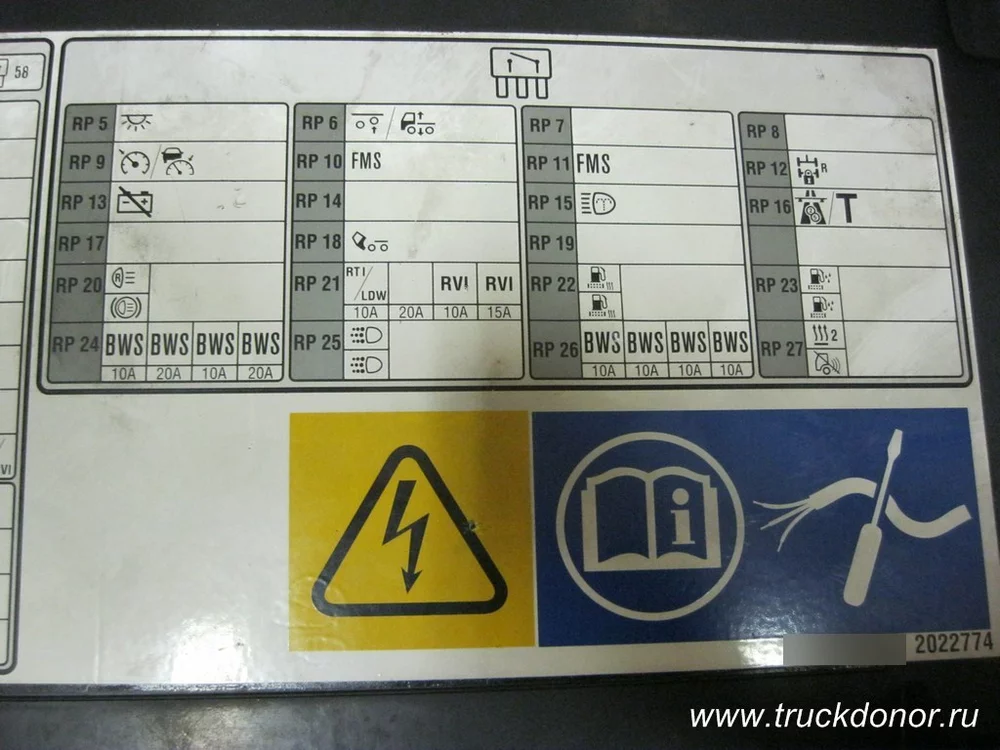 58
RP 5
RP 6
RP 7
RP 8
RP 9
RP 10 FMS
RP 11 FMS
RP 12 R
RP 13
RP 14
RP 15
RP 16 / T
RP 17
RP 18
RP 19
RP 20 R
RP 21 RTI / LDW RVI RVI
10A 20A 10A 15A
RP 22
RP 23
RP 24 BWS BWS BWS BWS
10A 20A 10A 20A
RP 25
RP 26 BWS BWS BWS BWS
10A 10A 10A 10A
RP 27 2
VI
i
2022774
www.truckdonor.ru